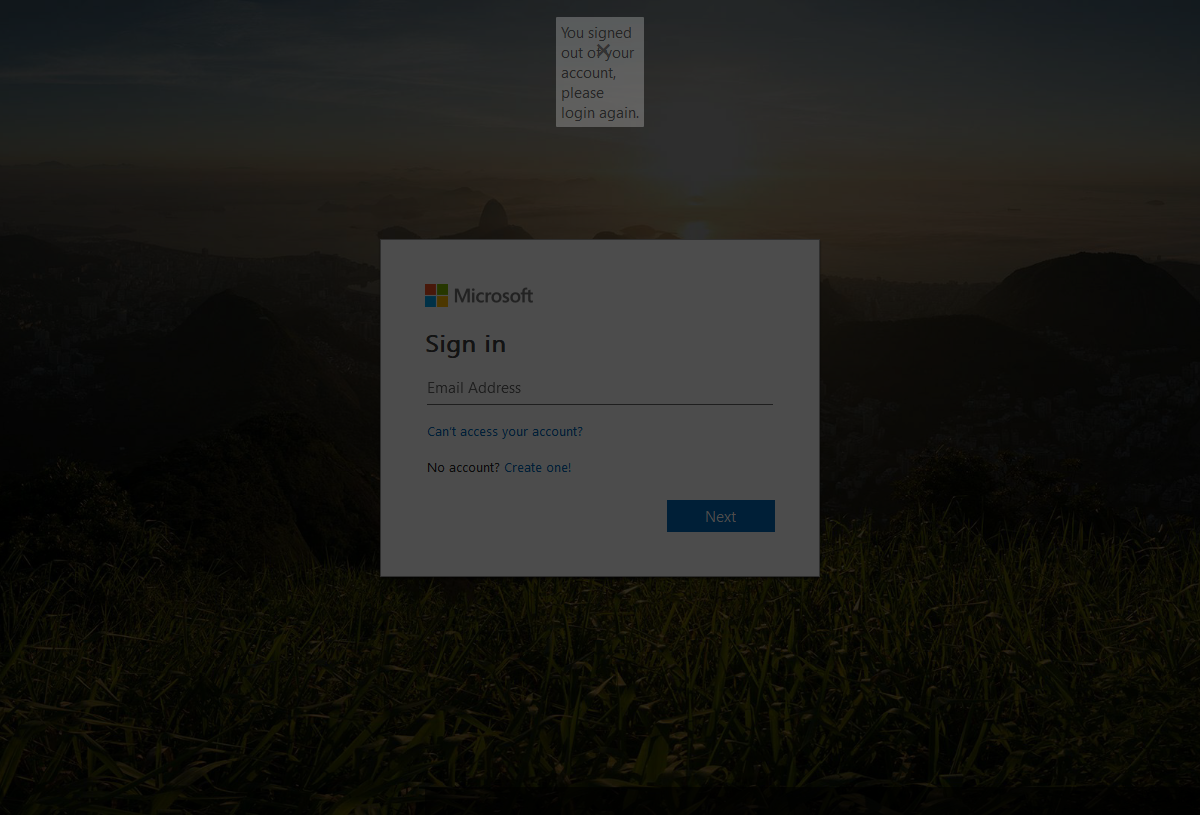 You signed
out of your
account,
please
login again.
Microsoft
Sign in
Email Address
Can't access your account?
No account? Create one!
Next